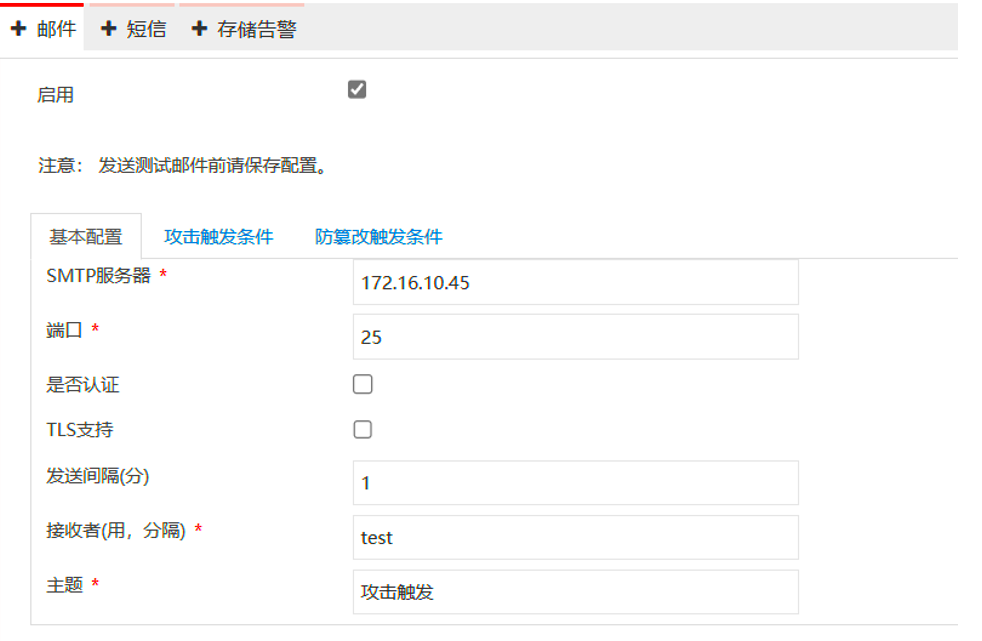 邮件 短信 存储告警
启用
注意: 发送测试邮件前请保存配置。
基本配置 攻击触发条件 防篡改触发条件
SMTP服务器 * 172.16.10.45
端口 * 25
是否认证
TLS支持
发送间隔(分) 1
接收者(用，分隔) * test
主题 * 攻击触发